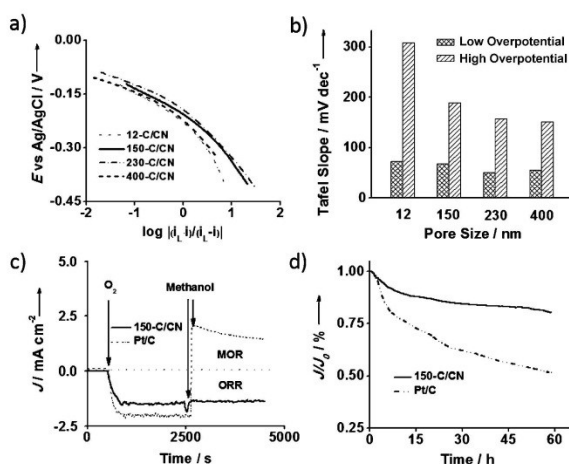 a)
0.00
-0.15
-0.30
-0.45
E vs Ag/AgCl / V
12-C/CN
150-C/CN
230-C/CN
400-C/CN
-2 -1 0 1 2
log |(i_L i)/(i_L-i)|
b)
300
200
100
0
Tafel Slope / mV dec⁻¹
Low Overpotential
High Overpotential
12 150 230 400
Pore Size / nm
c)
5.0
2.5
0.0
-2.5
J / mA cm⁻²
O₂
Methanol
150-C/CN
Pt/C
MOR
ORR
0 2500 5000
Time / s
d)
1.00
0.75
0.50
0.25
J/J₀ / %
150-C/CN
Pt/C
0 15 30 45 60
Time / h